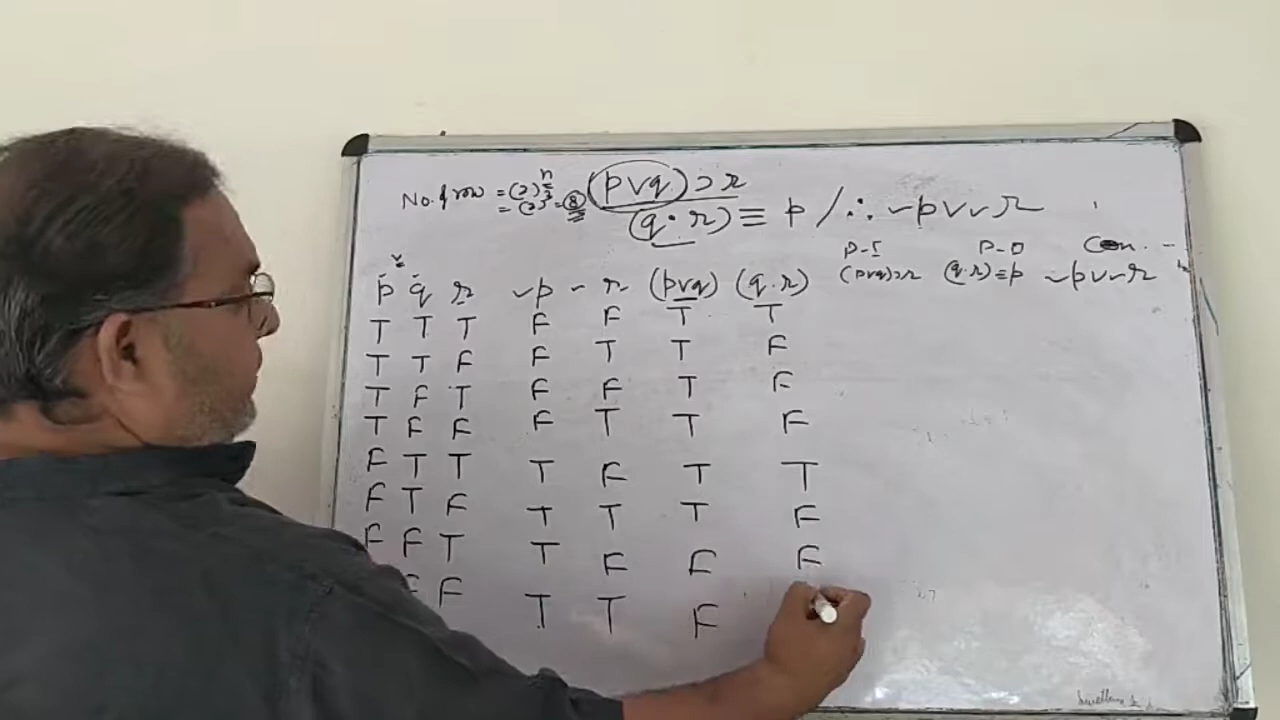 No. of row = (2)ⁿ
= (2)³ = 8
(p ∨ q) ⊃ r
(q · r) ≡ p / ∴ ~p ∨ ~r
P-I P-II Con.
p q r ~p ~r (p∨q) (q·r) (p∨q)⊃r (q·r)≡p ~p∨~r
T T T F F T T
T T F F T T F
T F T F F T F
T F F F T T F
F T T T F T T
F T F T T T F
F F T T F F F
F F T T F